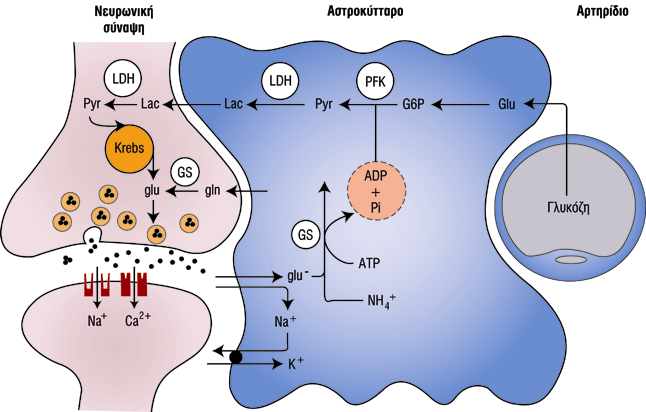 Νευρωνική
σύναψη
Αστροκύτταρο
Αρτηρίδιο
LDH
LDH
PFK
Pyr
Lac
Lac
Pyr
G6P
Glu
Krebs
GS
glu
gln
ADP
+
Pi
Γλυκόζη
GS
ATP
glu-
NH4+
Na+
Ca2+
Na+
K+